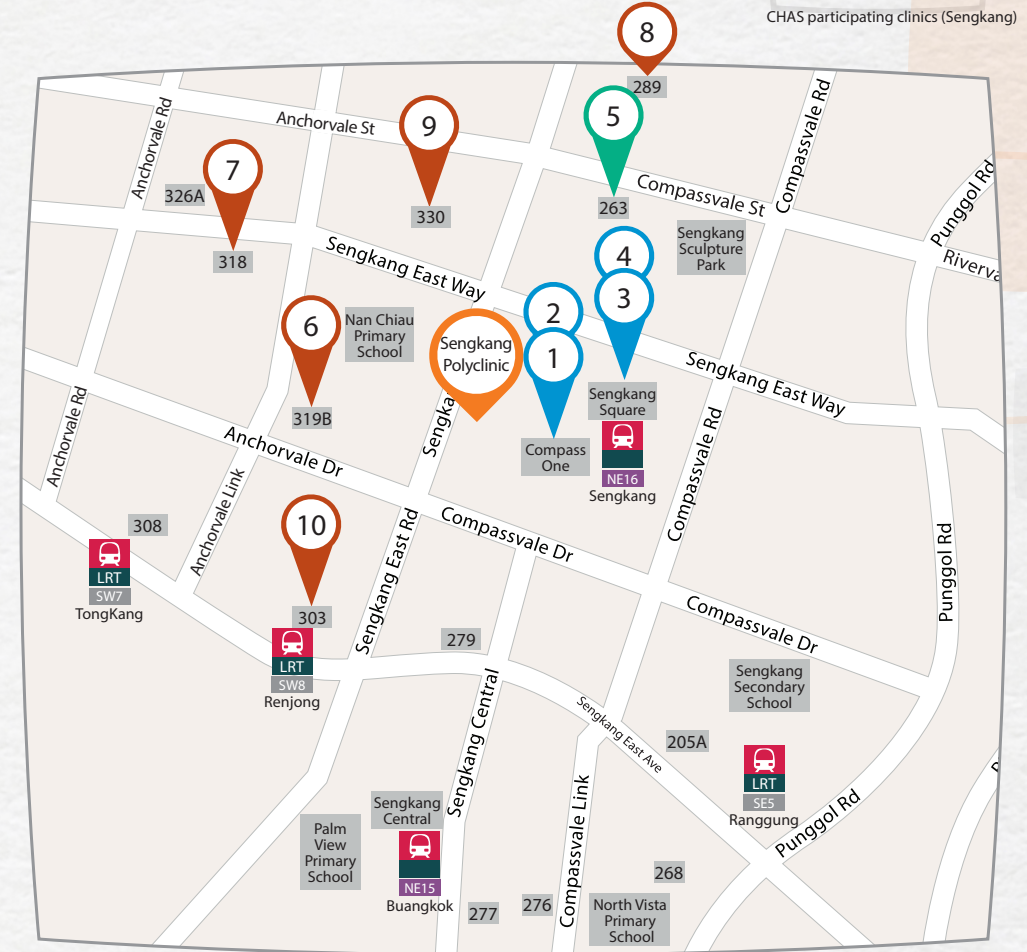 CHAS participating clinics (Sengkang)
8
289
5
9
Anchorvale St
Anchorvale Rd
Compassvale Rd
7
326A
330
263
Compassvale St
Punggol Rd
318
Sengkang East Way
Sengkang
Sculpture
Park
4
3
2
1
6
Nan Chiau
Primary
School
Sengkang
Polyclinic
319B
Sengkang East Way
Sengkang
Square
Compass
One
NE16
Sengkang
Anchorvale Rd
Anchorvale Dr
Anchorvale Link
Compassvale Rd
10
308
LRT
SW7
TongKang
303
LRT
SW8
Renjong
Sengkang East Rd
Compassvale Dr
Compassvale Dr
Punggol Rd
279
Sengkang Central
Sengkang East Ave
Sengkang
Secondary
School
205A
LRT
SE5
Ranggung
Punggol Rd
Sengkang
Central
Palm
View
Primary
School
NE15
Buangkok
Compassvale Link
277
276
268
North Vista
Primary
School